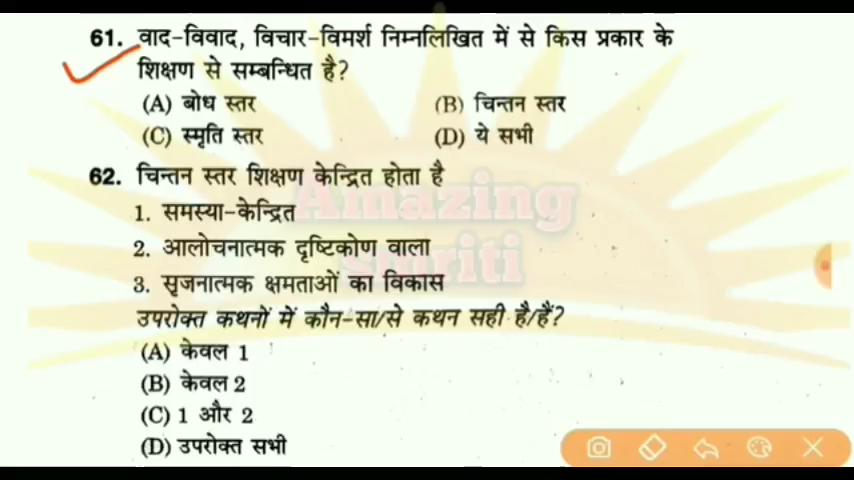 61. वाद-विवाद, विचार-विमर्श निम्नलिखित में से किस प्रकार के
शिक्षण से सम्बन्धित है?
(A) बोध स्तर (B) चिन्तन स्तर
(C) स्मृति स्तर (D) ये सभी
62. चिन्तन स्तर शिक्षण केन्द्रित होता है
1. समस्या-केन्द्रित
2. आलोचनात्मक दृष्टिकोण वाला
3. सृजनात्मक क्षमताओं का विकास
उपरोक्त कथनों में कौन-सा/से कथन सही है/हैं?
(A) केवल 1
(B) केवल 2
(C) 1 और 2
(D) उपरोक्त सभी
Amazing
smriti